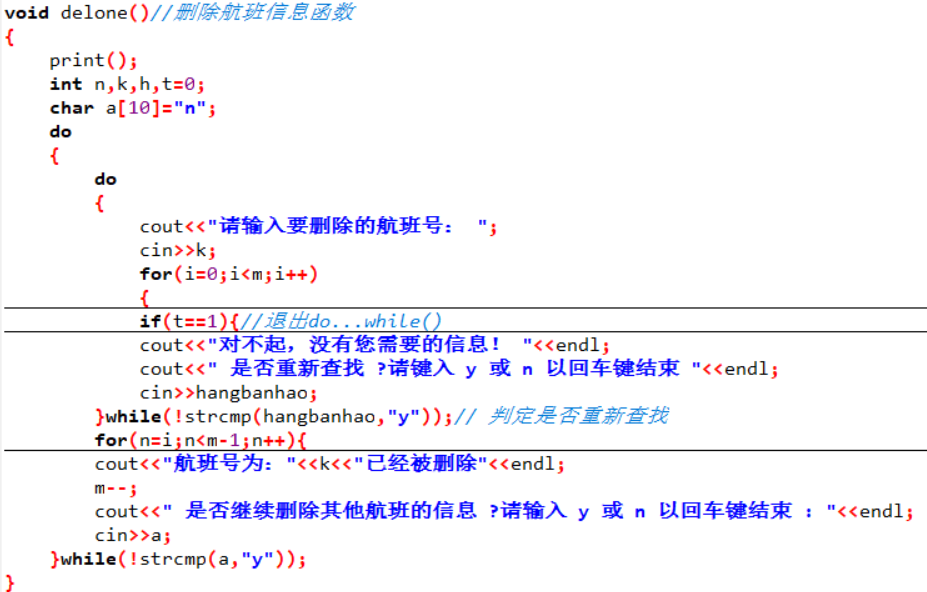 void delone()//删除航班信息函数
{
    print();
    int n,k,h,t=0;
    char a[10]="n";
    do
    {
        do
        {
            cout<<"请输入要删除的航班号： ";
            cin>>k;
            for(i=0;i<m;i++)
            {
            if(t==1){//退出do...while()
            cout<<"对不起，没有您需要的信息！ "<<endl;
            cout<<" 是否重新查找 ?请键入 y 或 n 以回车键结束 "<<endl;
            cin>>hangbanhao;
        }while(!strcmp(hangbanhao,"y"));// 判定是否重新查找
        for(n=i;n<m-1;n++){
        cout<<"航班号为："<<k<<"已经被删除"<<endl;
        m--;
        cout<<" 是否继续删除其他航班的信息 ?请输入 y 或 n 以回车键结束 : "<<endl;
        cin>>a;
    }while(!strcmp(a,"y"));
}